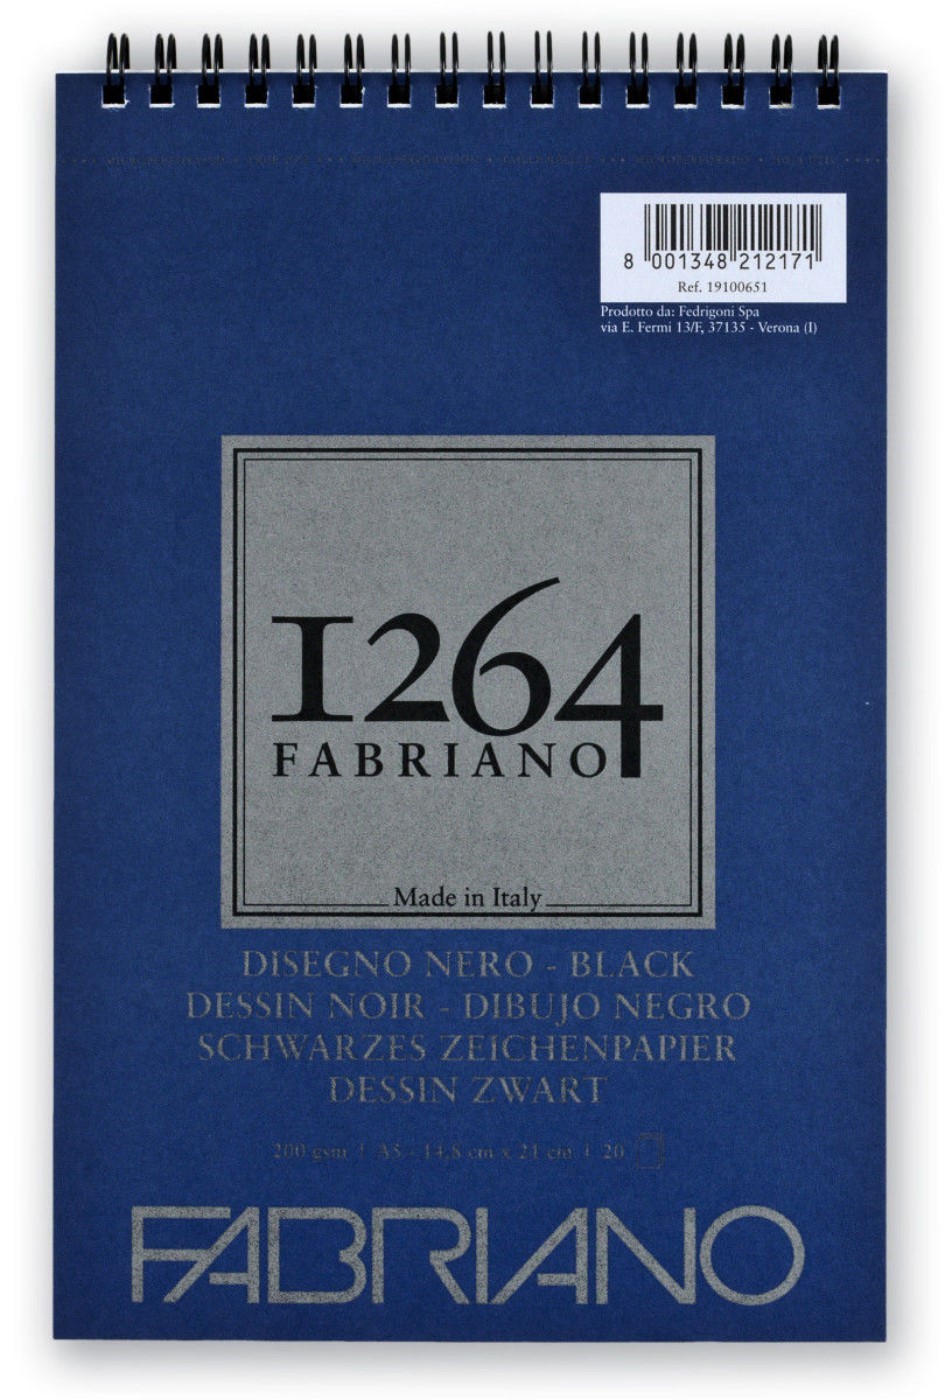 8 001348 212171
Ref. 19100651
Prodotto da: Fedrigoni Spa
via E. Fermi 13/F, 37135 - Verona (I)
1264
FABRIANO
Made in Italy
DISEGNO NERO - BLACK
DESSIN NOIR - DIBUJO NEGRO
SCHWARZES ZEICHENPAPIER
DESSIN ZWART
200 gsm | A5 - 14,8 cm x 21 cm | 20
FABRIANO